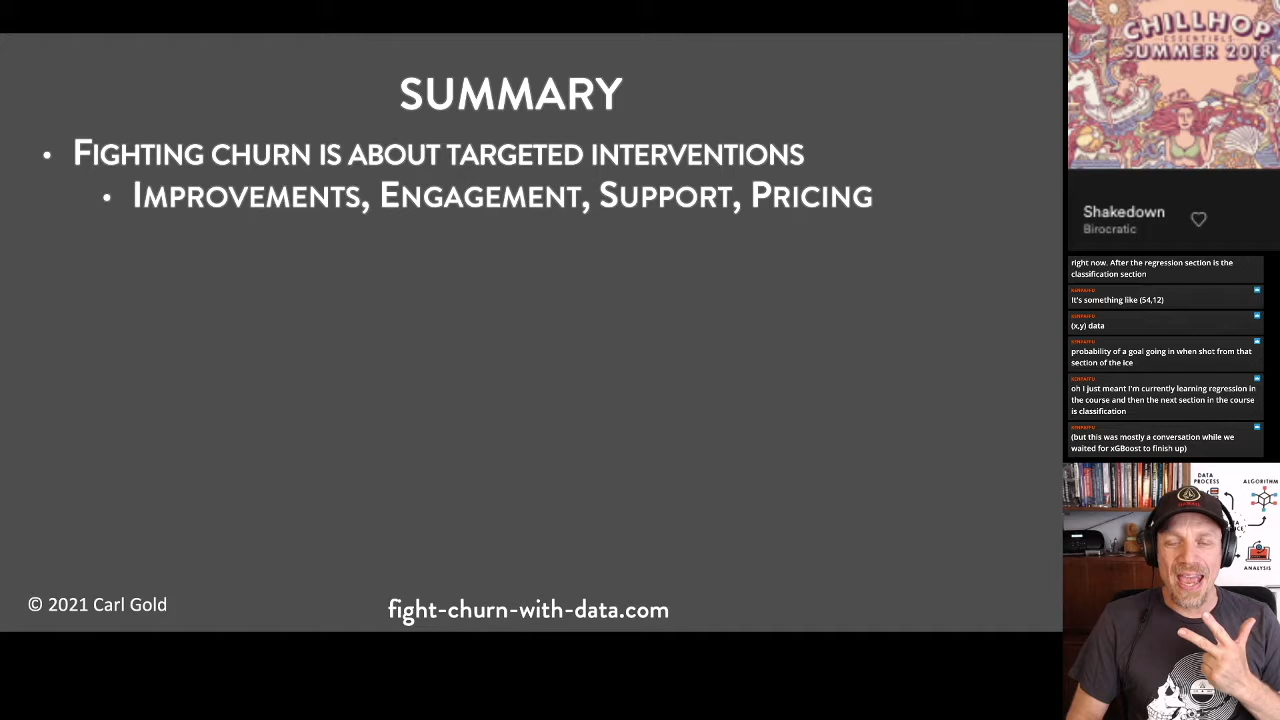 SUMMARY
• FIGHTING CHURN IS ABOUT TARGETED INTERVENTIONS
• IMPROVEMENTS, ENGAGEMENT, SUPPORT, PRICING
© 2021 Carl Gold
fight-churn-with-data.com
CHILLHOP
ESSENTIALS
SUMMER 2018
Shakedown
Birocratic
right now. After the regression section is the
classification section
It's something like (54,12)
(x,y) data
probability of a goal going in when shot from that
section of the ice
oh I just meant I'm currently learning regression in
the course and then the next section in the course
is classification
(but this was mostly a conversation while we
waited for xGBoost to finish up)
DATA
PROCESS
ALGORITHM
ANALYSIS